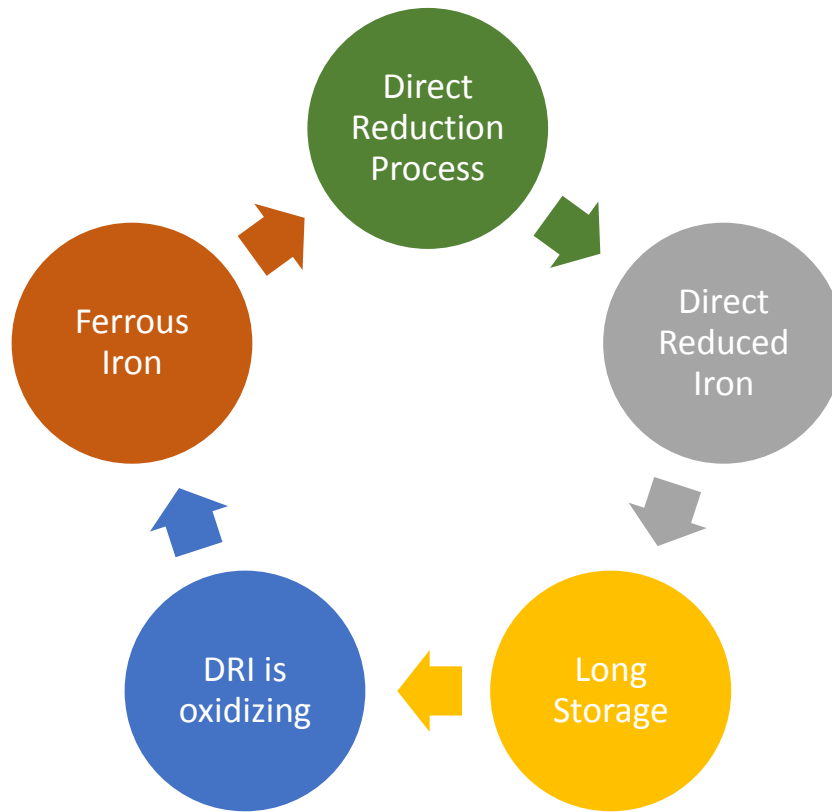 Direct
Reduction
Process
Direct
Reduced
Iron
Long
Storage
DRI is
oxidizing
Ferrous
Iron